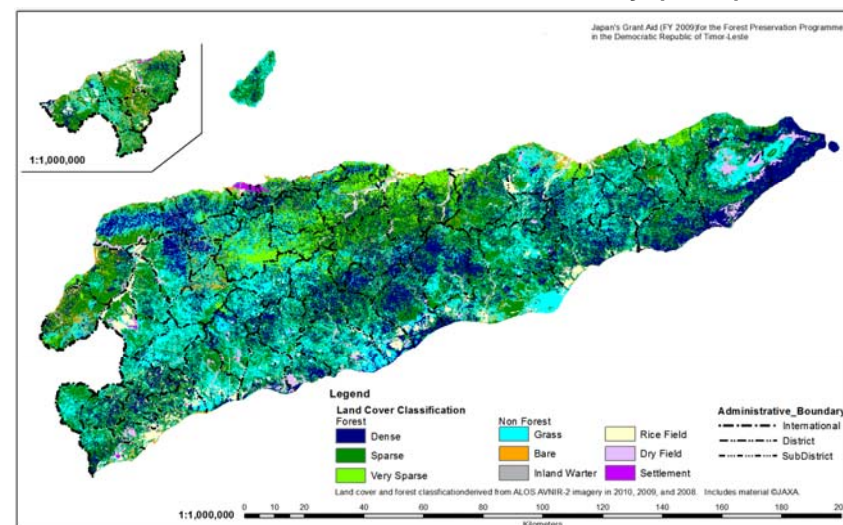 Japan's Grant Aid (FY 2009)for the Forest Preservation Programme
in the Democratic Republic of Timor-Leste
1:1,000,000
Legend
Land Cover Classification
Forest
Dense
Sparse
Very Sparse
Non Forest
Grass
Bare
Inland Warter
Rice Field
Dry Field
Settlement
Administrative_Boundary
International
District
SubDistrict
Land cover and forest classificationderived from ALOS AVNIR-2 imagery in 2010, 2009, and 2008. Includes material ©JAXA.
1:1,000,000
0 10 20 40 60 80 100 120 140 160 180
Kilometers